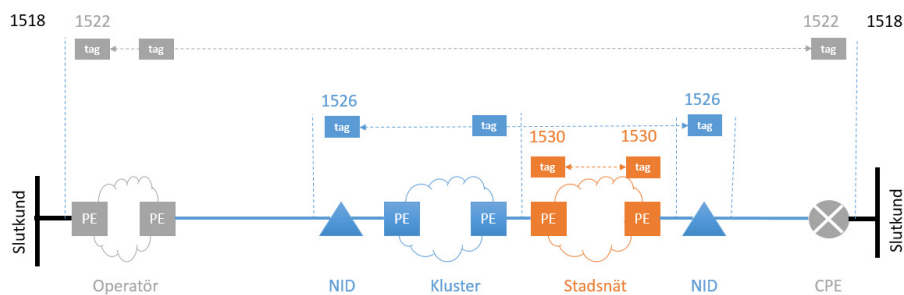 1518
1522
1522
1518
tag
tag
tag
1526
1526
tag
tag
tag
1530
1530
tag
tag
Slutkund
PE
PE
PE
PE
PE
PE
Slutkund
Operatör
NID
Kluster
Stadsnät
NID
CPE